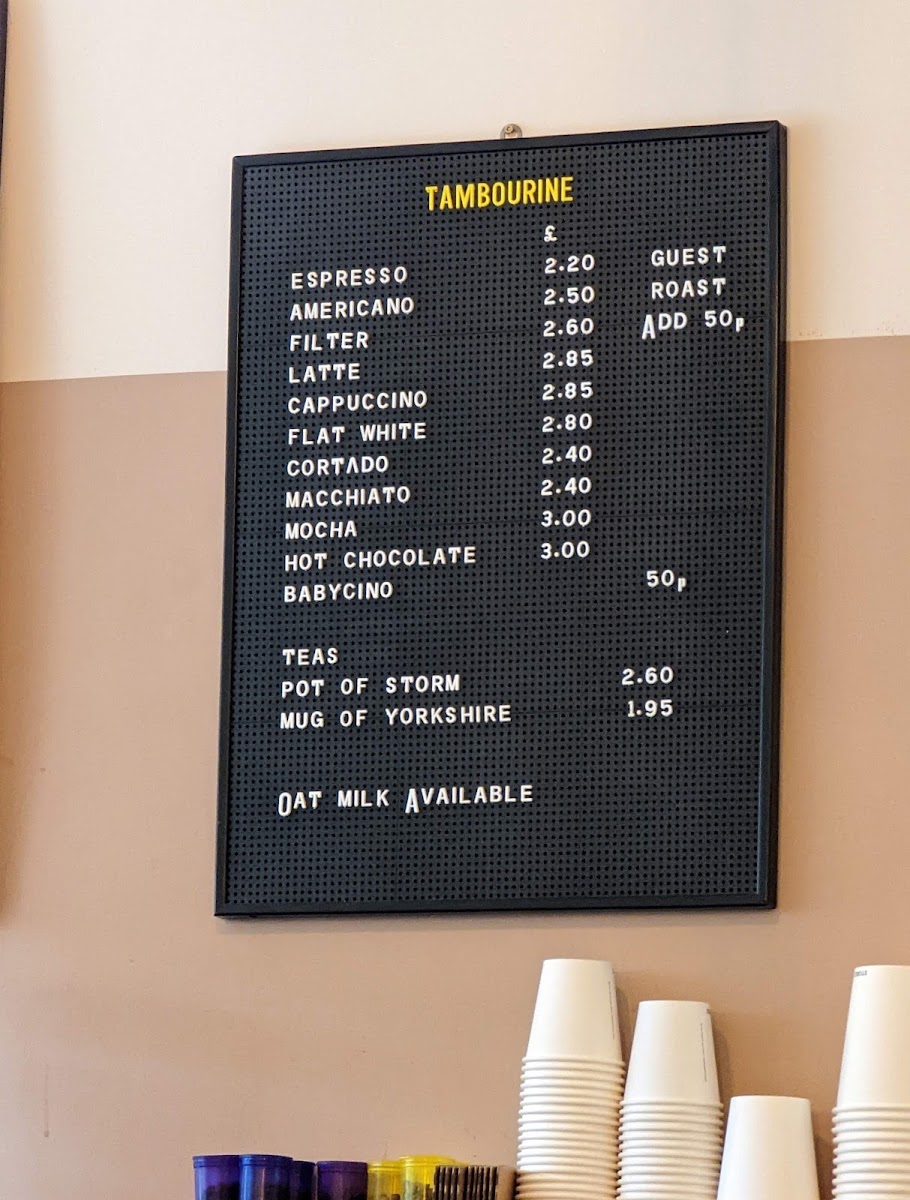 TAMBOURINE
£
ESPRESSO 2.20
AMERICANO 2.50
FILTER 2.60
LATTE 2.85
CAPPUCCINO 2.85
FLAT WHITE 2.80
CORTADO 2.40
MACCHIATO 2.40
MOCHA 3.00
HOT CHOCOLATE 3.00
BABYCINO 50p
GUEST
ROAST
ADD 50p
TEAS
POT OF STORM 2.60
MUG OF YORKSHIRE 1.95
OAT MILK AVAILABLE